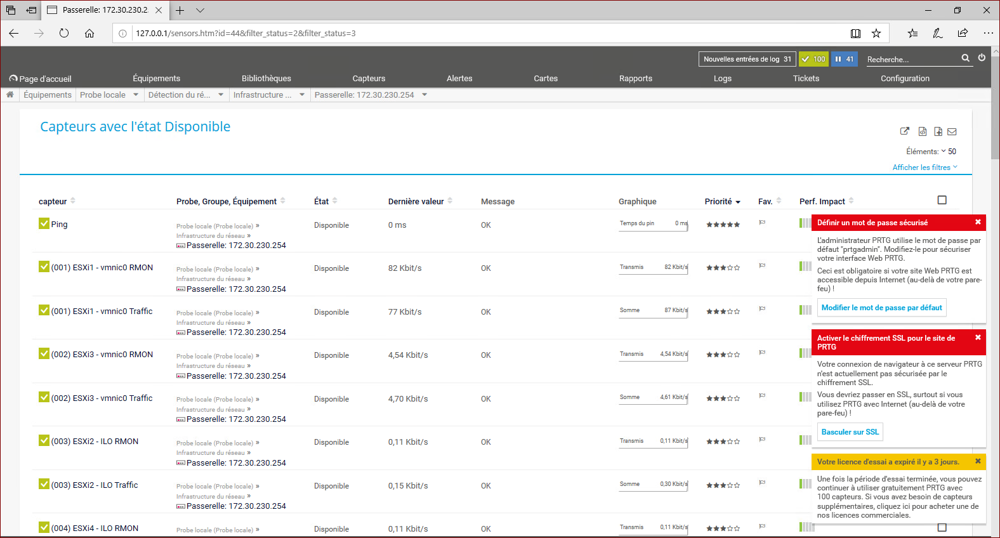 Passerelle: 172.30.230.2
127.0.0.1/sensors.htm?id=44&filter_status=2&filter_status=3
Nouvelles entrées de log 31
100
41
Recherche...
Page d'accueil
Équipements
Bibliothèques
Capteurs
Alertes
Cartes
Rapports
Logs
Tickets
Configuration
Équipements
Probe locale
Détection du ré...
Infrastructure ...
Passerelle: 172.30.230.254
Capteurs avec l'état Disponible
Éléments: 50
Afficher les filtres
capteur
Probe, Groupe, Équipement
État
Dernière valeur
Message
Graphique
Priorité
Fav.
Perf. Impact
Ping
Probe locale (Probe locale) »
Infrastructure du réseau »
Passerelle: 172.30.230.254
Disponible
0 ms
OK
Temps du pin 0 ms
(001) ESXi1 - vmnic0 RMON
Probe locale (Probe locale) »
Infrastructure du réseau »
Passerelle: 172.30.230.254
Disponible
82 Kbit/s
OK
Transmis 82 Kbit/s
(001) ESXi1 - vmnic0 Traffic
Probe locale (Probe locale) »
Infrastructure du réseau »
Passerelle: 172.30.230.254
Disponible
77 Kbit/s
OK
Somme 87 Kbit/s
(002) ESXi3 - vmnic0 RMON
Probe locale (Probe locale) »
Infrastructure du réseau »
Passerelle: 172.30.230.254
Disponible
4,54 Kbit/s
OK
Transmis 4,54 Kbit/s
(002) ESXi3 - vmnic0 Traffic
Probe locale (Probe locale) »
Infrastructure du réseau »
Passerelle: 172.30.230.254
Disponible
4,70 Kbit/s
OK
Somme 4,61 Kbit/s
(003) ESXi2 - ILO RMON
Probe locale (Probe locale) »
Infrastructure du réseau »
Passerelle: 172.30.230.254
Disponible
0,11 Kbit/s
OK
Transmis 0,11 Kbit/s
(003) ESXi2 - ILO Traffic
Probe locale (Probe locale) »
Infrastructure du réseau »
Passerelle: 172.30.230.254
Disponible
0,15 Kbit/s
OK
Somme 0,30 Kbit/s
(004) ESXi4 - ILO RMON
Probe locale (Probe locale) »
Disponible
0,11 Kbit/s
OK
Transmis 0,11 Kbit/s
Définir un mot de passe sécurisé
L'administrateur PRTG utilise le mot de passe par
défaut "prtgadmin". Modifiez-le pour sécuriser
votre interface Web PRTG.
Ceci est obligatoire si votre site Web PRTG est
accessible depuis Internet (au-delà de votre pare-
feu) !
Modifier le mot de passe par défaut
Activer le chiffrement SSL pour le site de
PRTG
Votre connexion de navigateur à ce serveur PRTG
n'est actuellement pas sécurisée par le
chiffrement SSL.
Vous devriez passer en SSL, surtout si vous
utilisez PRTG avec Internet (au-delà de votre
pare-feu) !
Basculer sur SSL
Votre licence d'essai a expiré il y a 3 jours.
Une fois la période d'essai terminée, vous pouvez
continuer à utiliser gratuitement PRTG avec
100 capteurs. Si vous avez besoin de capteurs
supplémentaires, cliquez ici pour acheter une de
nos licences commerciales.